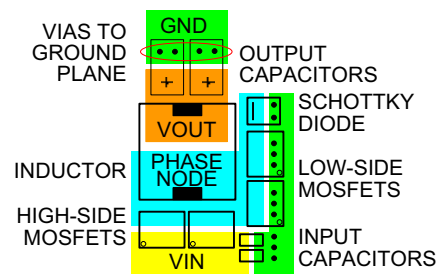 GND
VIAS TO
GROUND
PLANE
OUTPUT
CAPACITORS
+ +
VOUT
SCHOTTKY
DIODE
INDUCTOR
PHASE
NODE
LOW-SIDE
MOSFETS
HIGH-SIDE
MOSFETS
VIN
INPUT
CAPACITORS